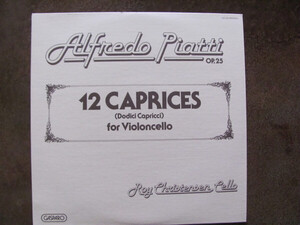 Alfredo Piatti
OP. 25
12 CAPRICES
(Dodici Capricci)
for Violoncello
Roy Christensen, Cello
GASPARO